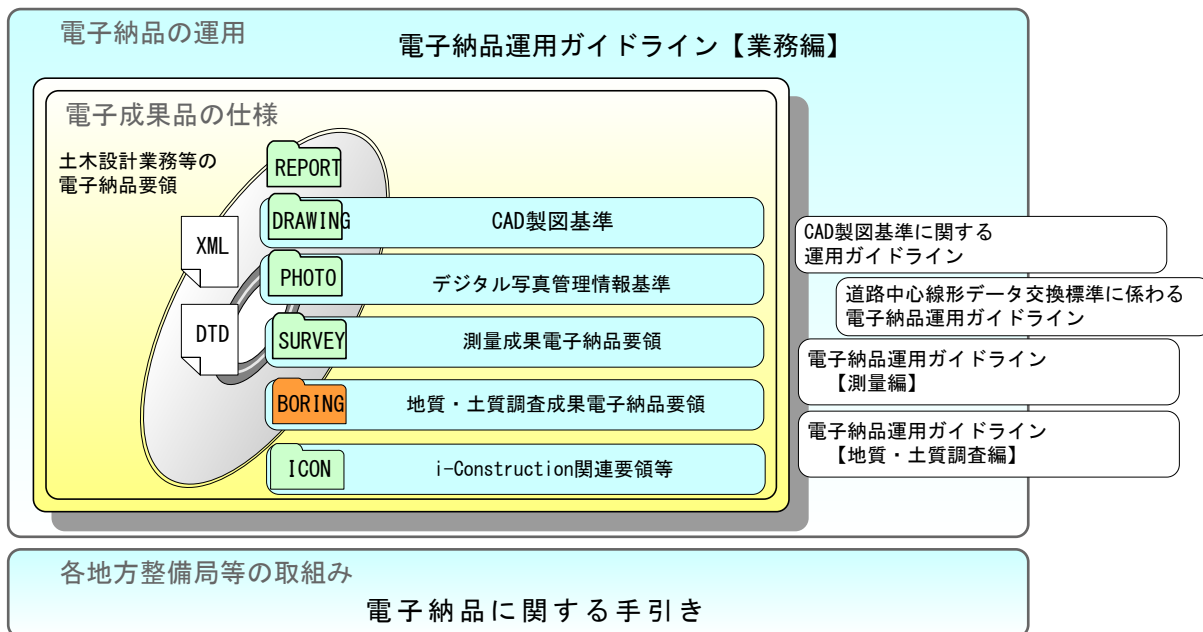 電子納品の運用
電子納品運用ガイドライン【業務編】
電子成果品の仕様
土木設計業務等の
電子納品要領
XML
DTD
REPORT
DRAWING
CAD製図基準
PHOTO
デジタル写真管理情報基準
SURVEY
測量成果電子納品要領
BORING
地質・土質調査成果電子納品要領
ICON
i-Construction関連要領等
CAD製図基準に関する
運用ガイドライン
道路中心線形データ交換標準に係わる
電子納品運用ガイドライン
電子納品運用ガイドライン
【測量編】
電子納品運用ガイドライン
【地質・土質調査編】
各地方整備局等の取組み
電子納品に関する手引き